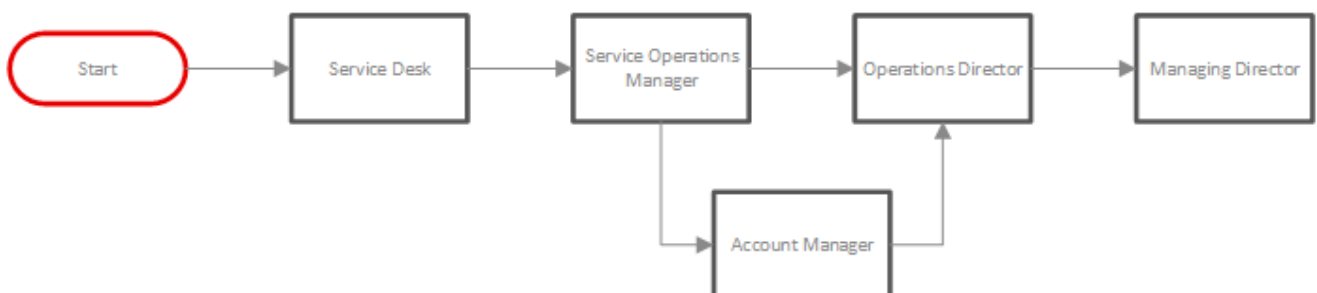 Start
Service Desk
Service Operations
Manager
Operations Director
Managing Director
Account Manager